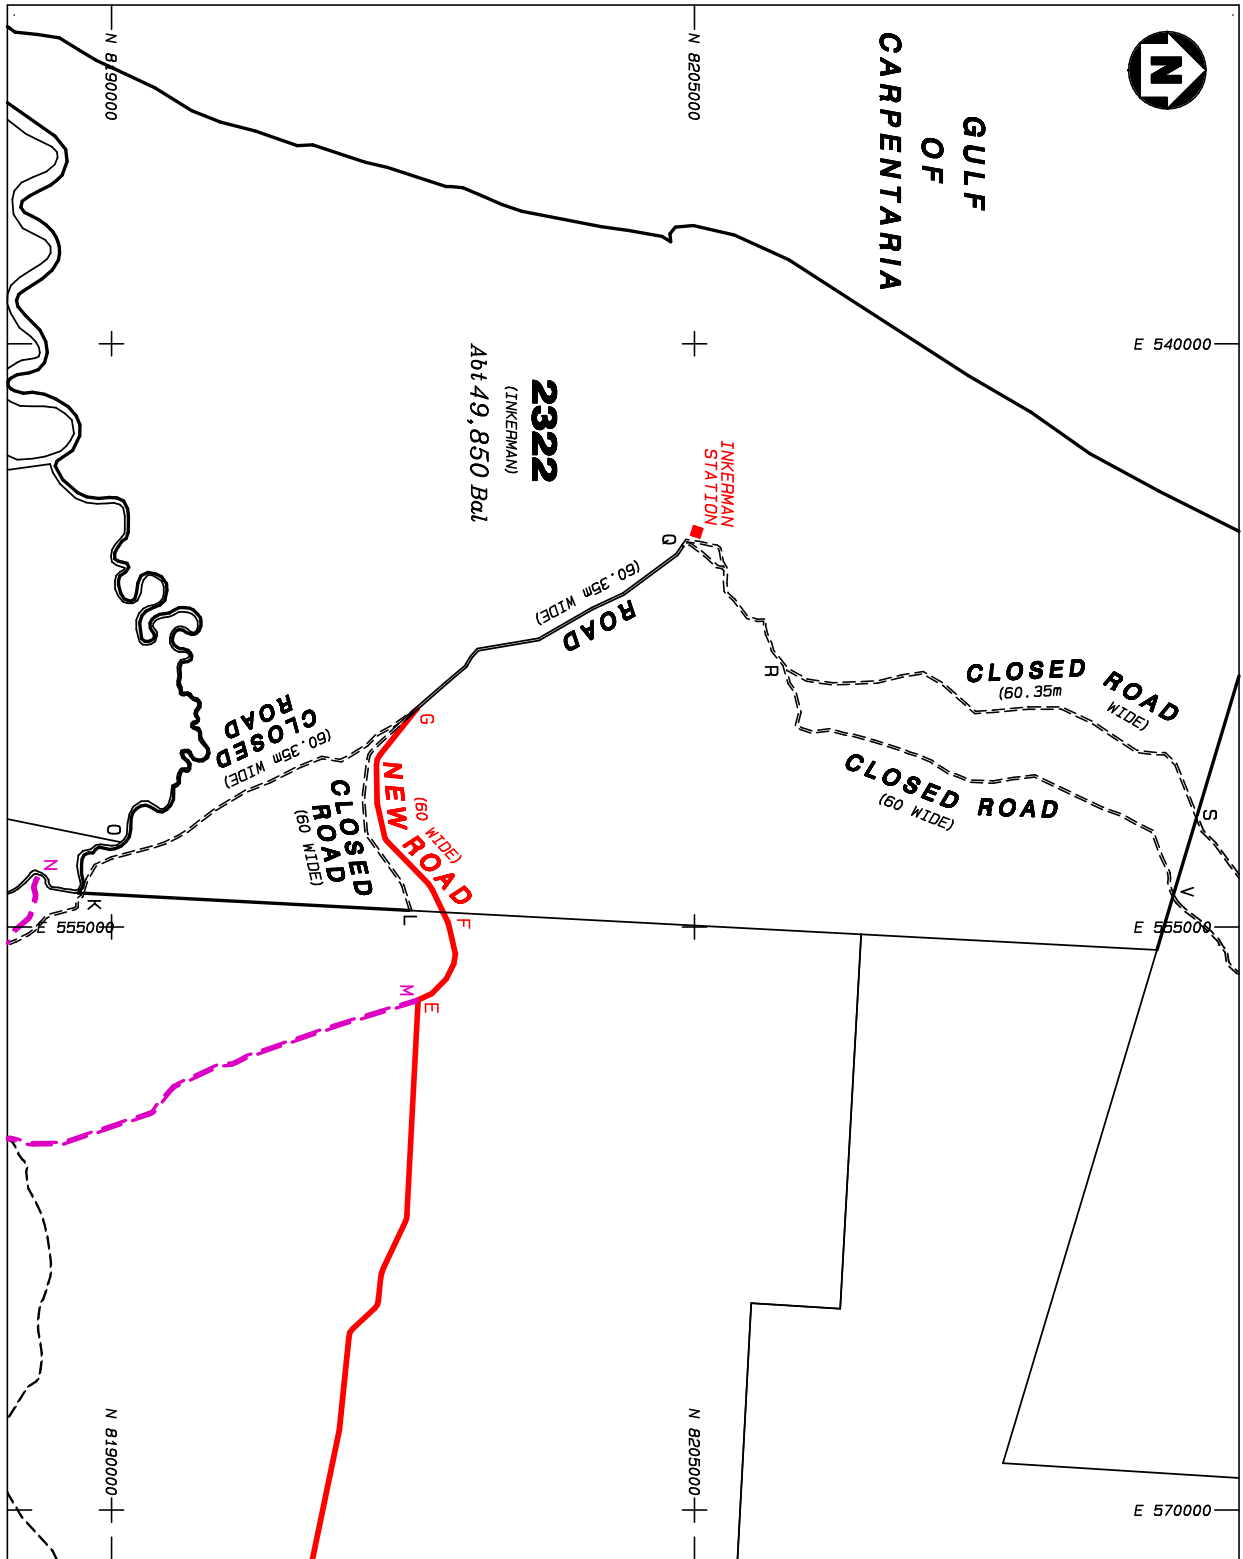 N
GULF
OF
CARPENTARIA
N 8190000
N 8205000
E 540000
2322
(INKERMAN)
Abt 49,850 Bal
INKERMAN
STATION
Q
(60.35m WIDE)
ROAD
R
CLOSED ROAD
(60.35m WIDE)
CLOSED ROAD
(60 WIDE)
S
V
CLOSED
ROAD
(60.35m WIDE)
G
NEW ROAD
(60 WIDE)
CLOSED
ROAD
(60 WIDE)
O
N
K
L
F
E 555000
E 555000
M
E
N 8190000
N 8205000
E 570000